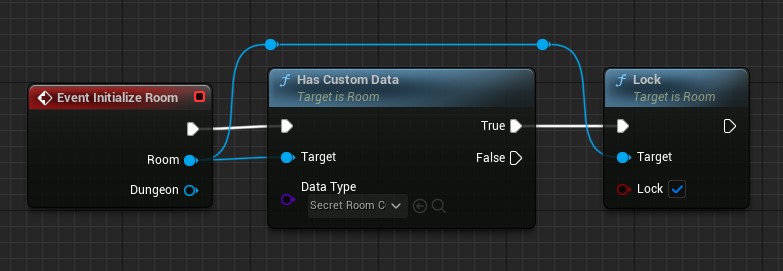 Event Initialize Room
Room
Dungeon
Has Custom Data
Target is Room
True
Target
False
Data Type
Secret Room C
Lock
Target is Room
Target
Lock